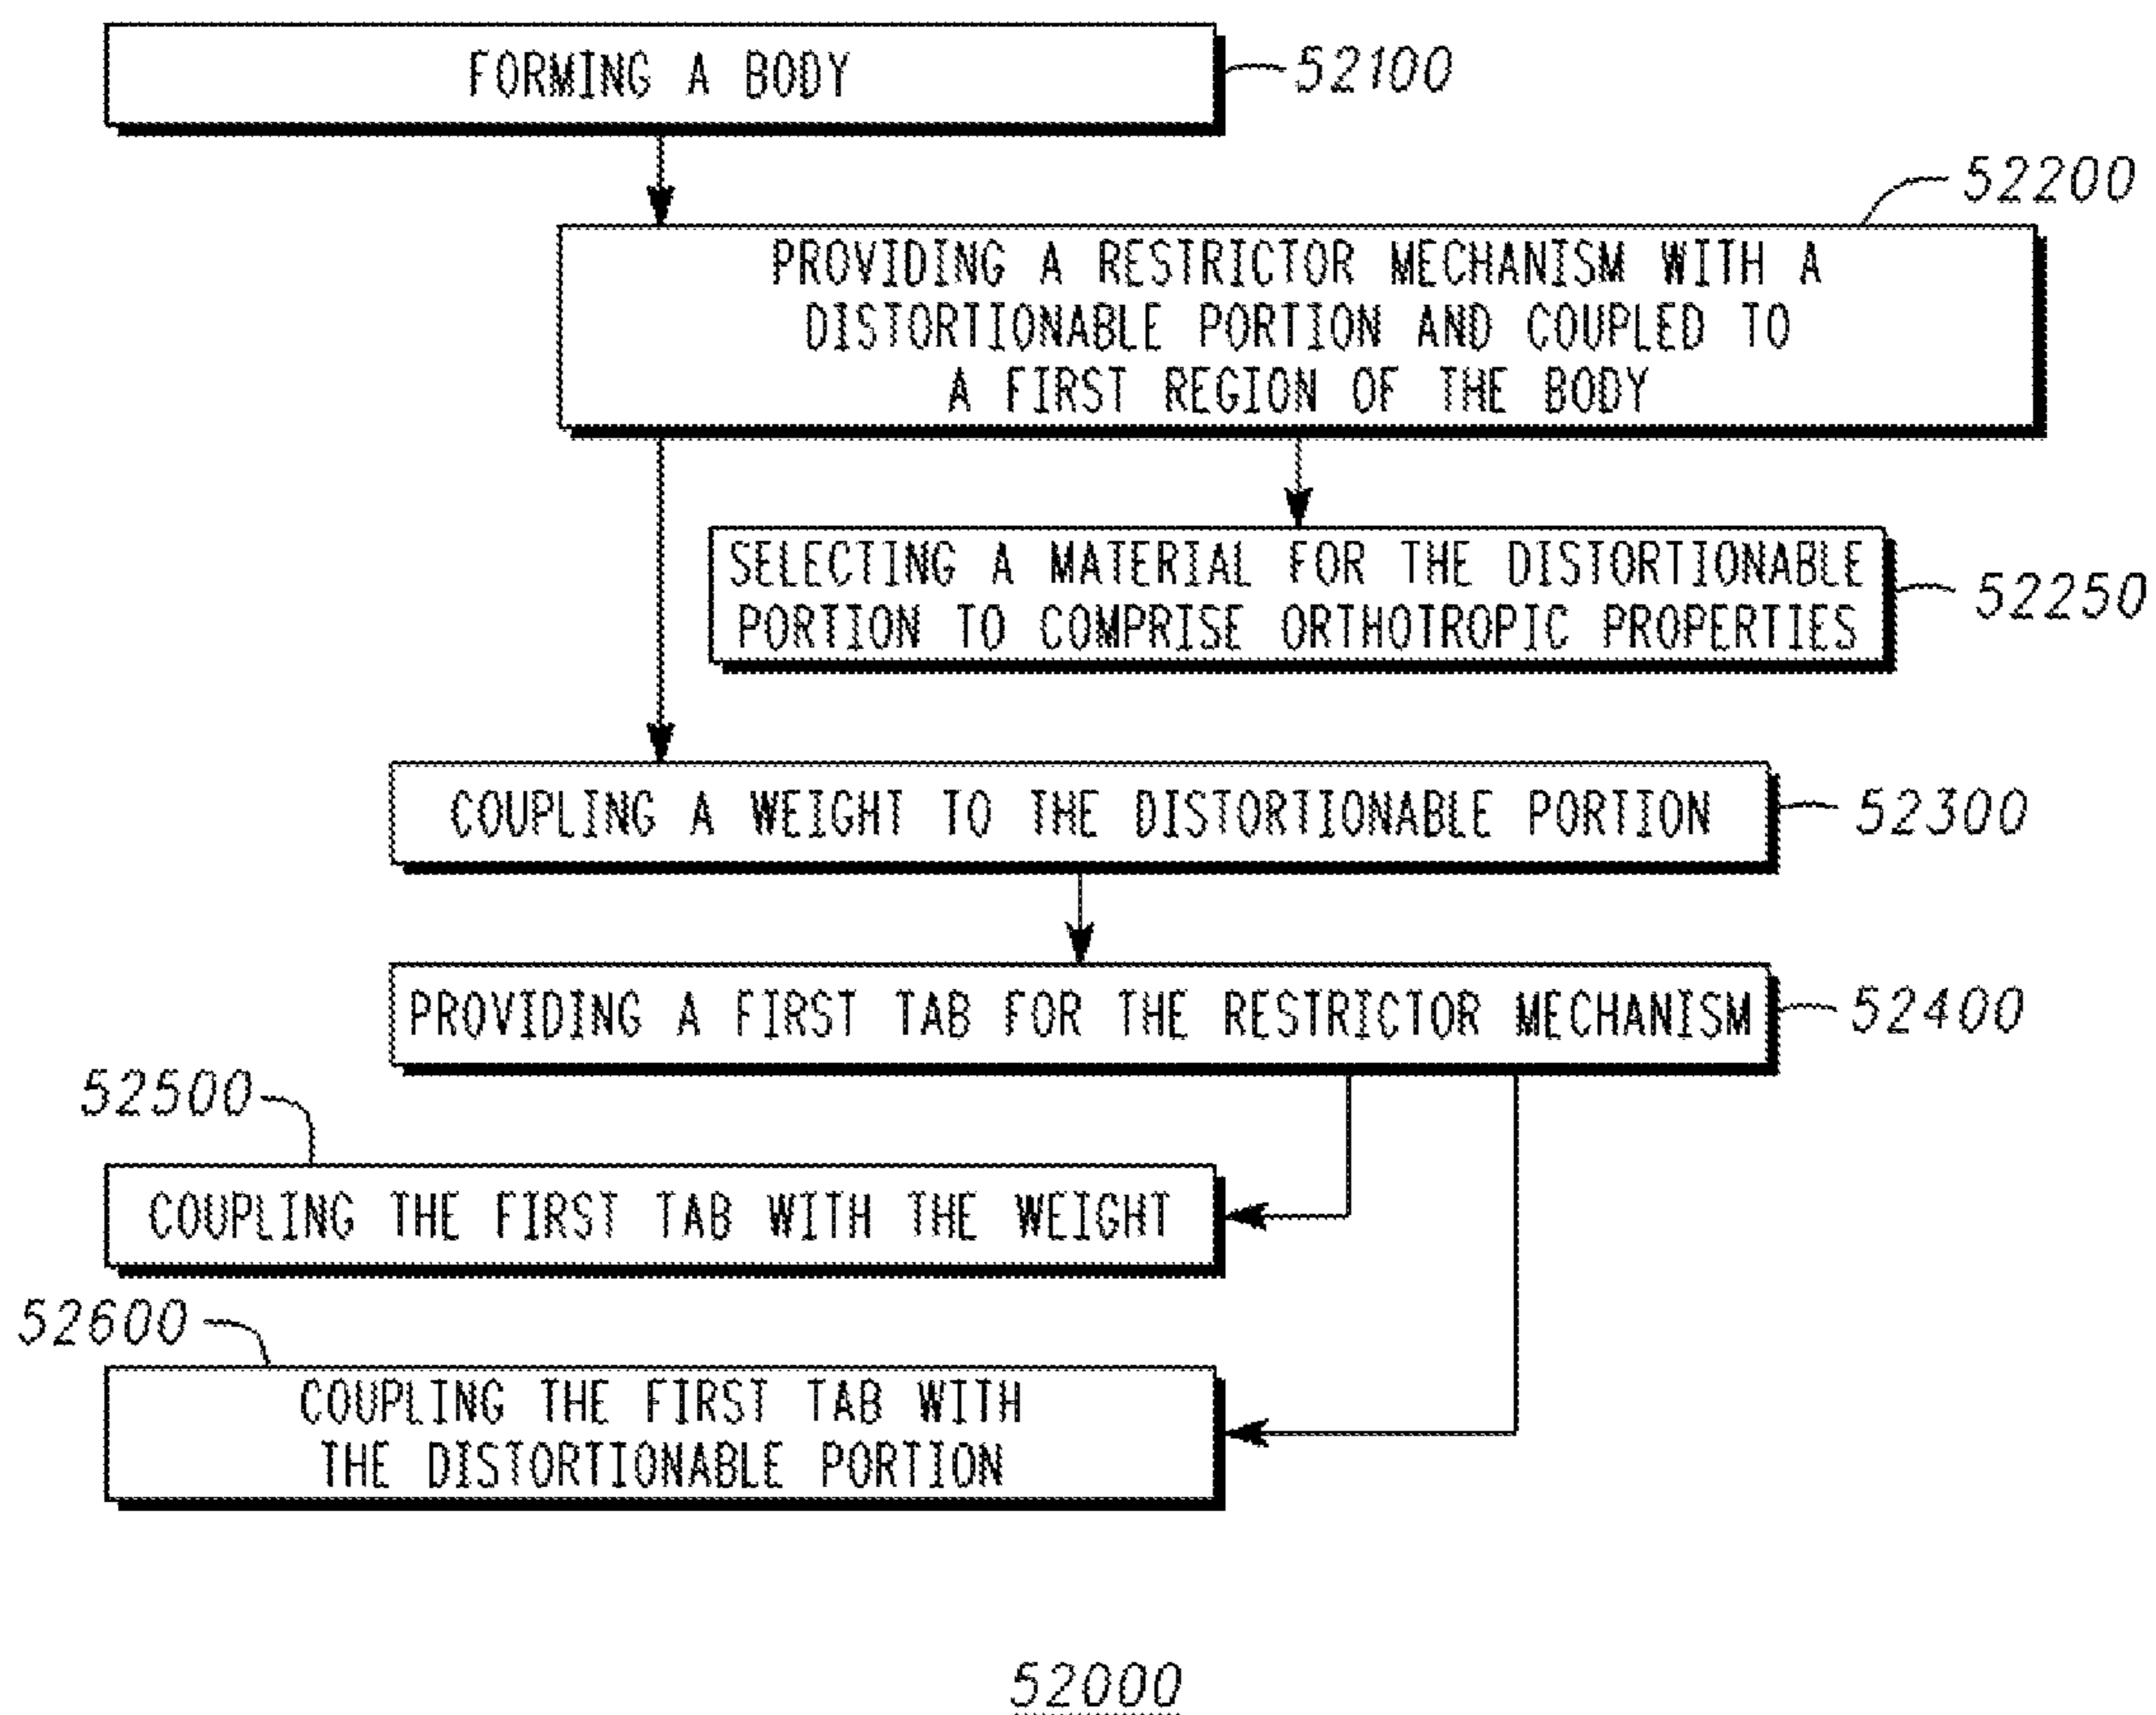 FORMING A BODY
52100
52200
PROVIDING A RESTRICTOR MECHANISM WITH A
DISTORTIONABLE PORTION AND COUPLED TO
A FIRST REGION OF THE BODY
SELECTING A MATERIAL FOR THE DISTORTIONABLE
PORTION TO COMPRISE ORTHOTROPIC PROPERTIES
52250
COUPLING A WEIGHT TO THE DISTORTIONABLE PORTION
52300
PROVIDING A FIRST TAB FOR THE RESTRICTOR MECHANISM
52400
52500
COUPLING THE FIRST TAB WITH THE WEIGHT
52600
COUPLING THE FIRST TAB WITH
THE DISTORTIONABLE PORTION
52000